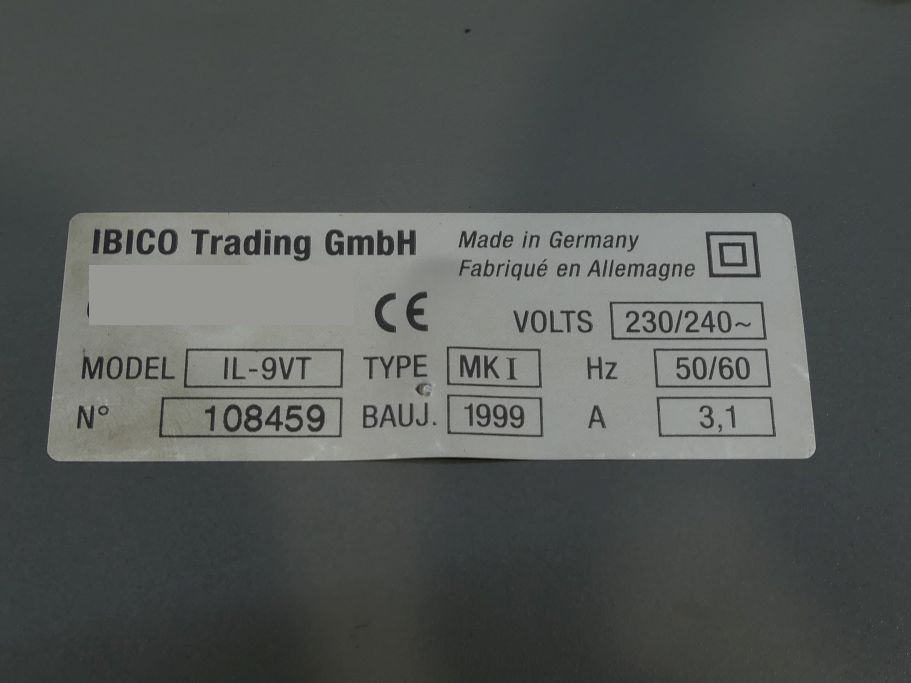 IBICO Trading GmbH
Made in Germany
Fabriqué en Allemagne
CE
VOLTS 230/240~
MODEL IL-9VT TYPE MK I Hz 50/60
N° 108459 BAUJ. 1999 A 3,1